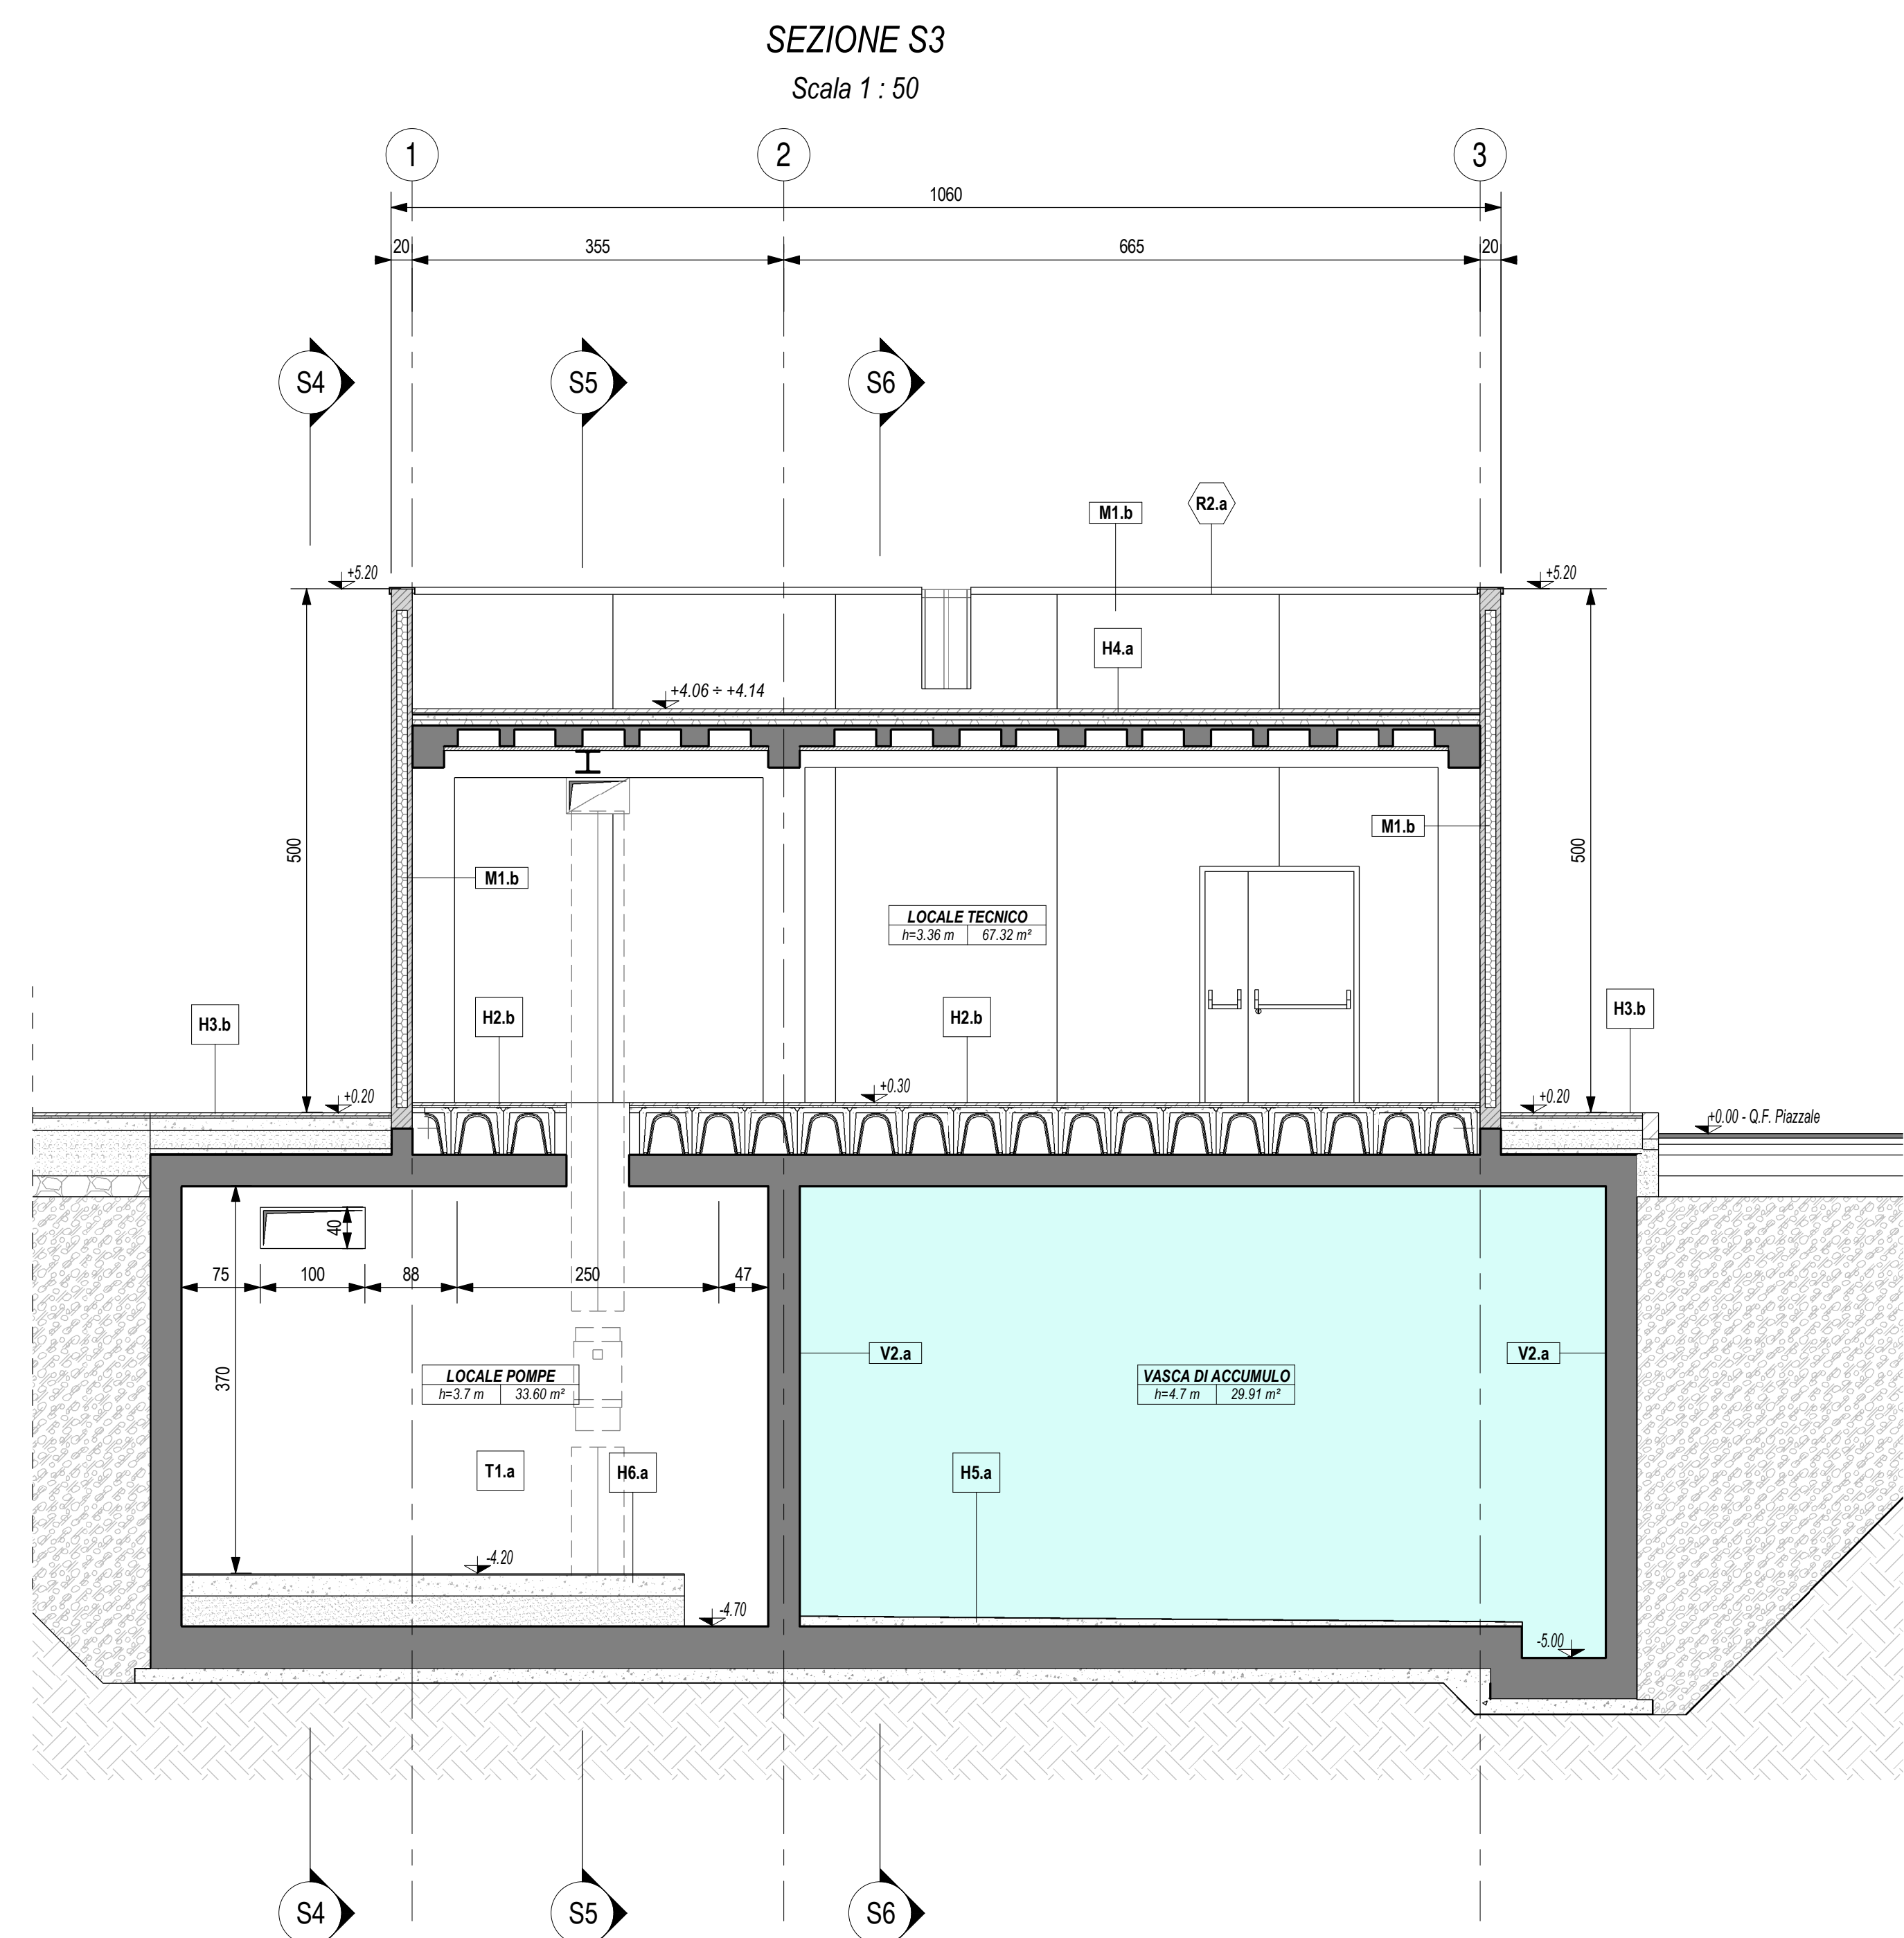 SEZIONE S3
Scala 1 : 50
1
2
3
1060
20
355
665
20
S4
S5
S6
R2.a
M1.b
+5.20
+5.20
H4.a
+4.06 ÷ +4.14
M1.b
500
500
M1.b
LOCALE TECNICO
h=3.36 m
67.32 m²
H3.b
H2.b
H2.b
H3.b
+0.30
+0.20
+0.20
+0.00 - Q.F. Piazzale
40
75
100
88
250
47
V2.a
V2.a
370
LOCALE POMPE
h=3.7 m
33.60 m²
VASCA DI ACCUMULO
h=4.7 m
29.91 m²
T1.a
H6.a
H5.a
-4.20
-4.70
-5.00
S4
S5
S6